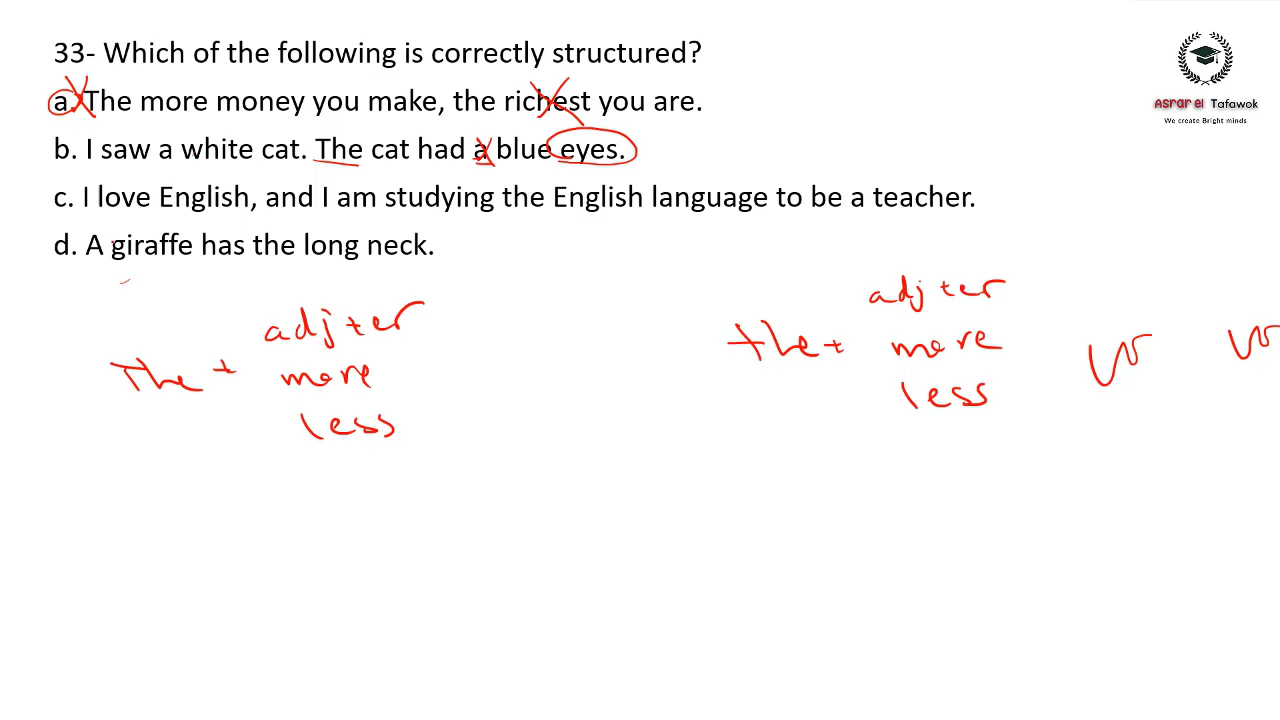 33- Which of the following is correctly structured?
a. The more money you make, the richest you are.
b. I saw a white cat. The cat had a blue eyes.
c. I love English, and I am studying the English language to be a teacher.
d. A giraffe has the long neck.
Asrar el Tafawok
We create Bright minds
The + adj + er
more
less
the + adj + er
more
less